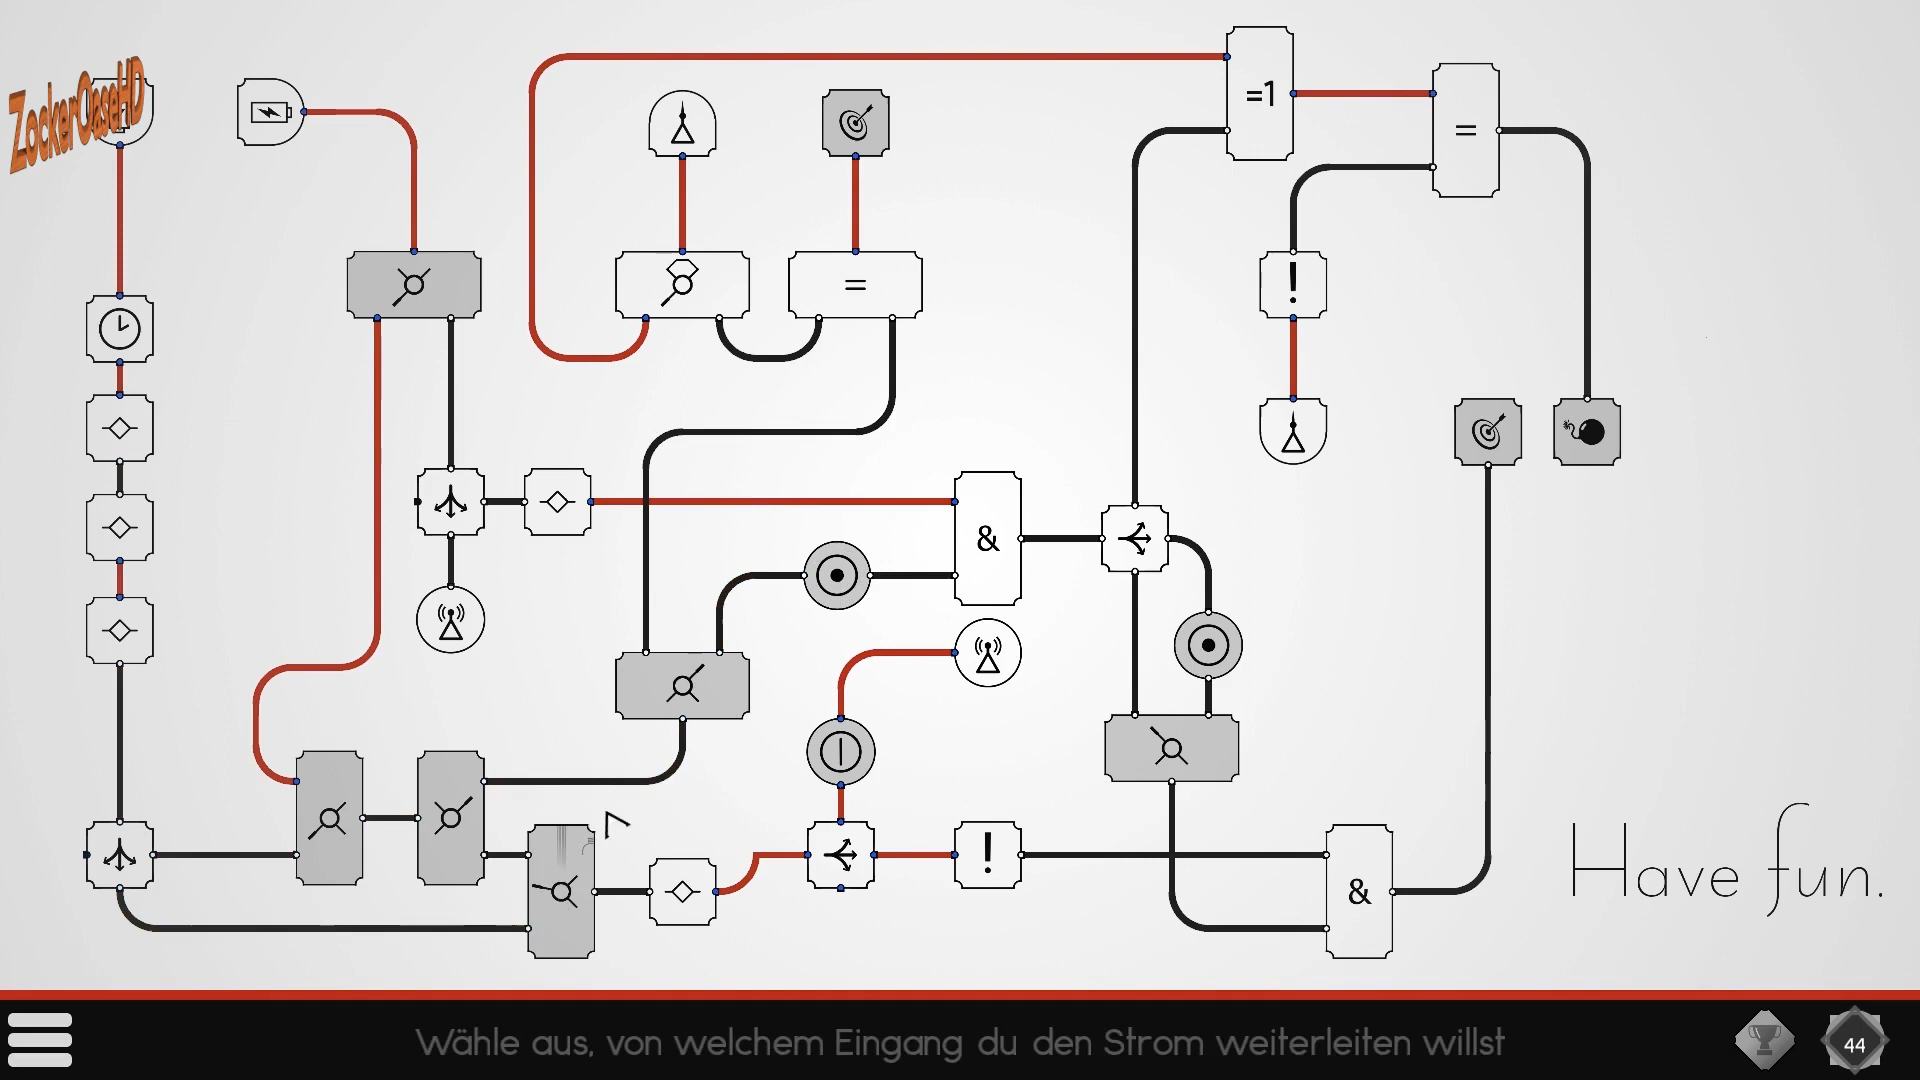 ZockerOaseHD
=1
=
=
!
&
!
&
Have fun.
Wähle aus, von welchem Eingang du den Strom weiterleiten willst
44